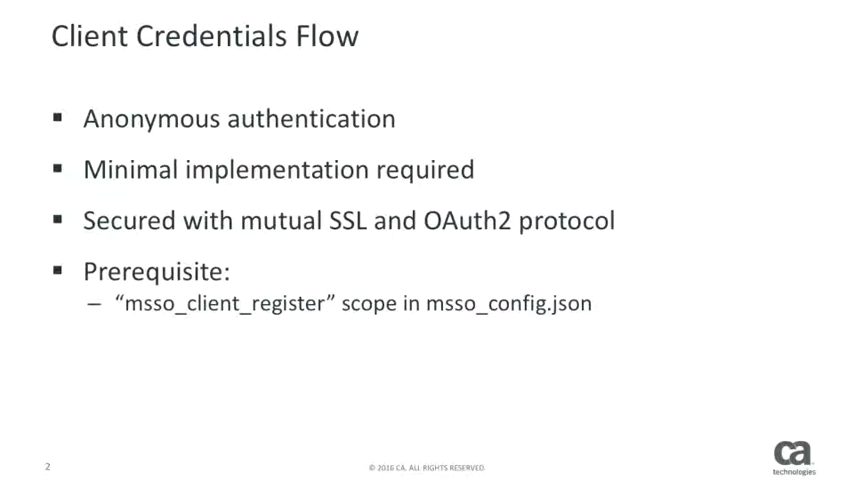 Client Credentials Flow
▪ Anonymous authentication
▪ Minimal implementation required
▪ Secured with mutual SSL and OAuth2 protocol
▪ Prerequisite:
– “msso_client_register” scope in msso_config.json
2
© 2016 CA. ALL RIGHTS RESERVED.
ca
technologies